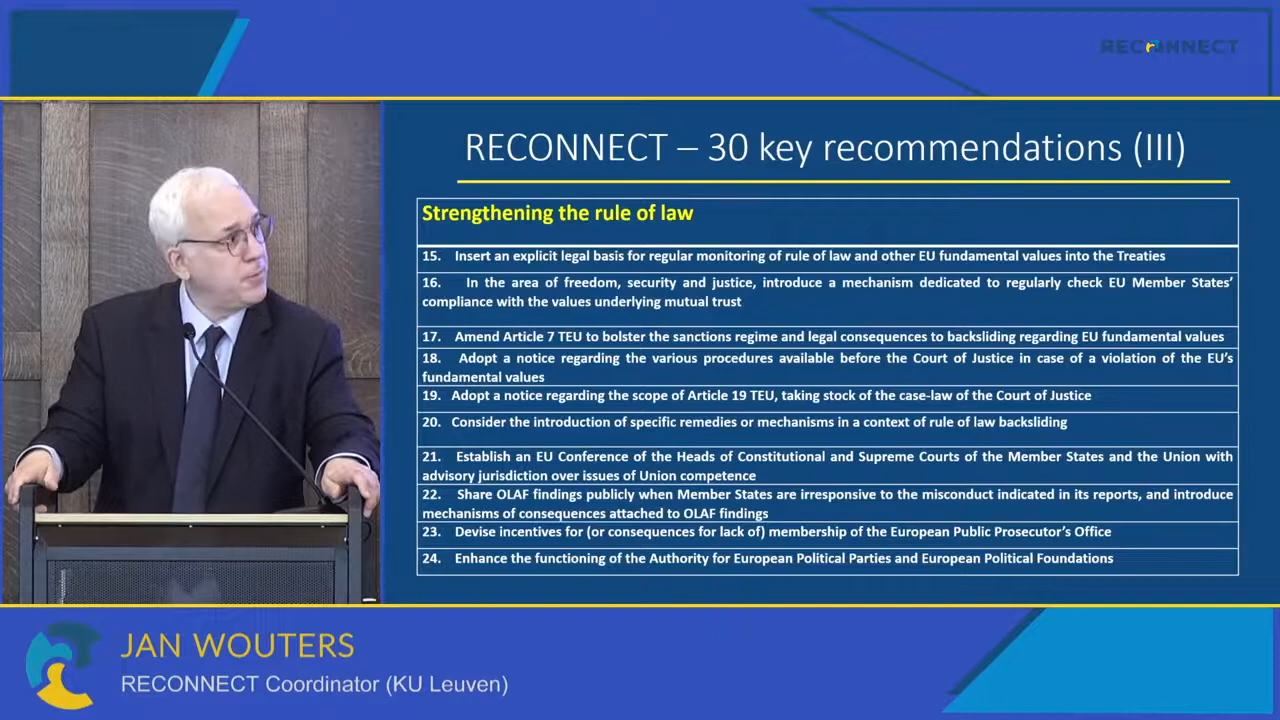 RECONNECT
RECONNECT – 30 key recommendations (III)
Strengthening the rule of law
15. Insert an explicit legal basis for regular monitoring of rule of law and other EU fundamental values into the Treaties
16. In the area of freedom, security and justice, introduce a mechanism dedicated to regularly check EU Member States’
compliance with the values underlying mutual trust
17. Amend Article 7 TEU to bolster the sanctions regime and legal consequences to backsliding regarding EU fundamental values
18. Adopt a notice regarding the various procedures available before the Court of Justice in case of a violation of the EU’s
fundamental values
19. Adopt a notice regarding the scope of Article 19 TEU, taking stock of the case-law of the Court of Justice
20. Consider the introduction of specific remedies or mechanisms in a context of rule of law backsliding
21. Establish an EU Conference of the Heads of Constitutional and Supreme Courts of the Member States and the Union with
advisory jurisdiction over issues of Union competence
22. Share OLAF findings publicly when Member States are irresponsive to the misconduct indicated in its reports, and introduce
mechanisms of consequences attached to OLAF findings
23. Devise incentives for (or consequences for lack of) membership of the European Public Prosecutor’s Office
24. Enhance the functioning of the Authority for European Political Parties and European Political Foundations
JAN WOUTERS
RECONNECT Coordinator (KU Leuven)